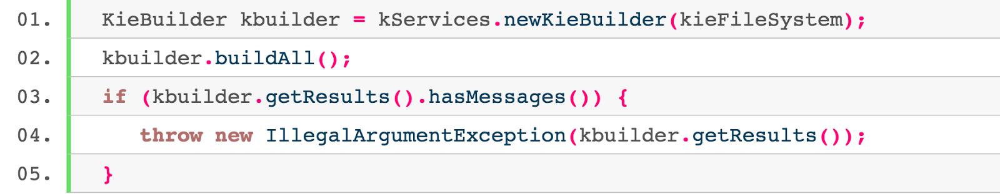 01. KieBuilder kbuilder = kServices.newKieBuilder(kieFileSystem);
02. kbuilder.buildAll();
03. if (kbuilder.getResults().hasMessages()) {
04. throw new IllegalArgumentException(kbuilder.getResults());
05. }